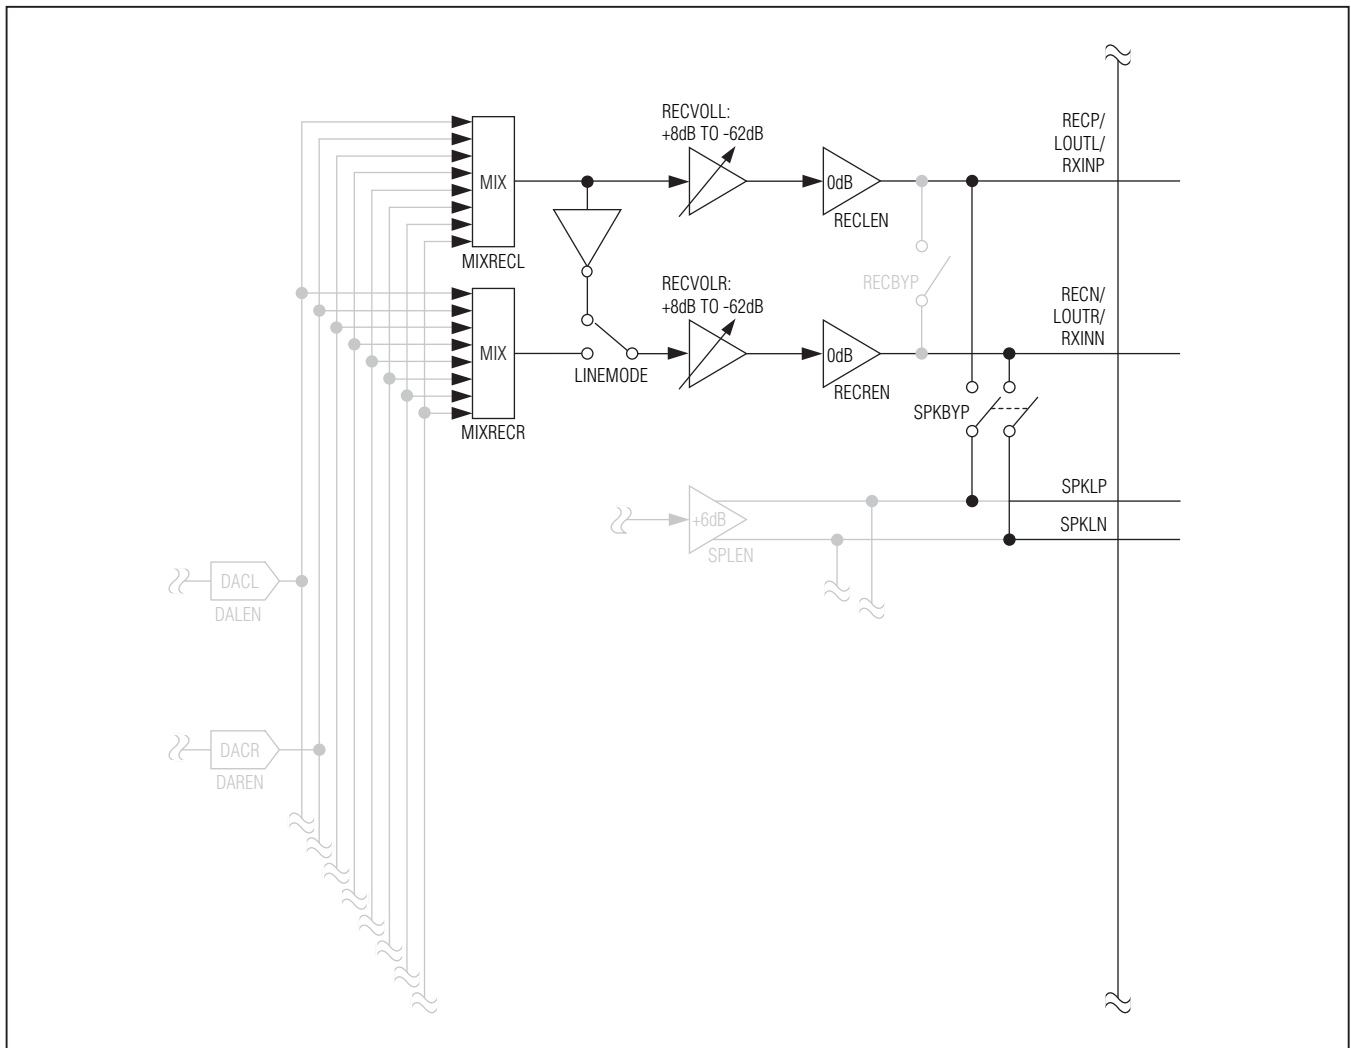 RECVOLL:
+8dB TO -62dB
RECP/
LOUTL/
RXINP
MIX
0dB
RECLEN
MIXRECL
RECVOLR:
+8dB TO -62dB
RECBYP
RECN/
LOUTR/
RXINN
MIX
0dB
LINEMODE
RECREN
MIXRECR
SPKBYP
SPKLP
+6dB
SPKLN
SPLEN
DACL
DALEN
DACR
DAREN